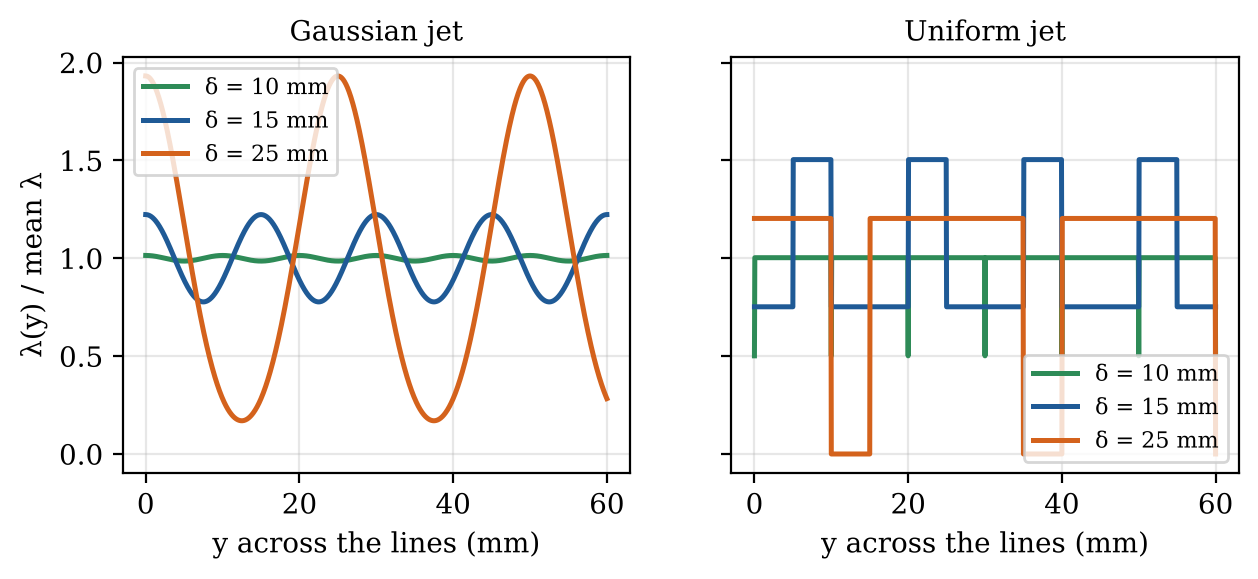 Gaussian jet
δ = 10 mm
δ = 15 mm
δ = 25 mm
2.0
1.5
1.0
0.5
0.0
λ(y) / mean λ
0
20
40
60
y across the lines (mm)
Uniform jet
δ = 10 mm
δ = 15 mm
δ = 25 mm
0
20
40
60
y across the lines (mm)